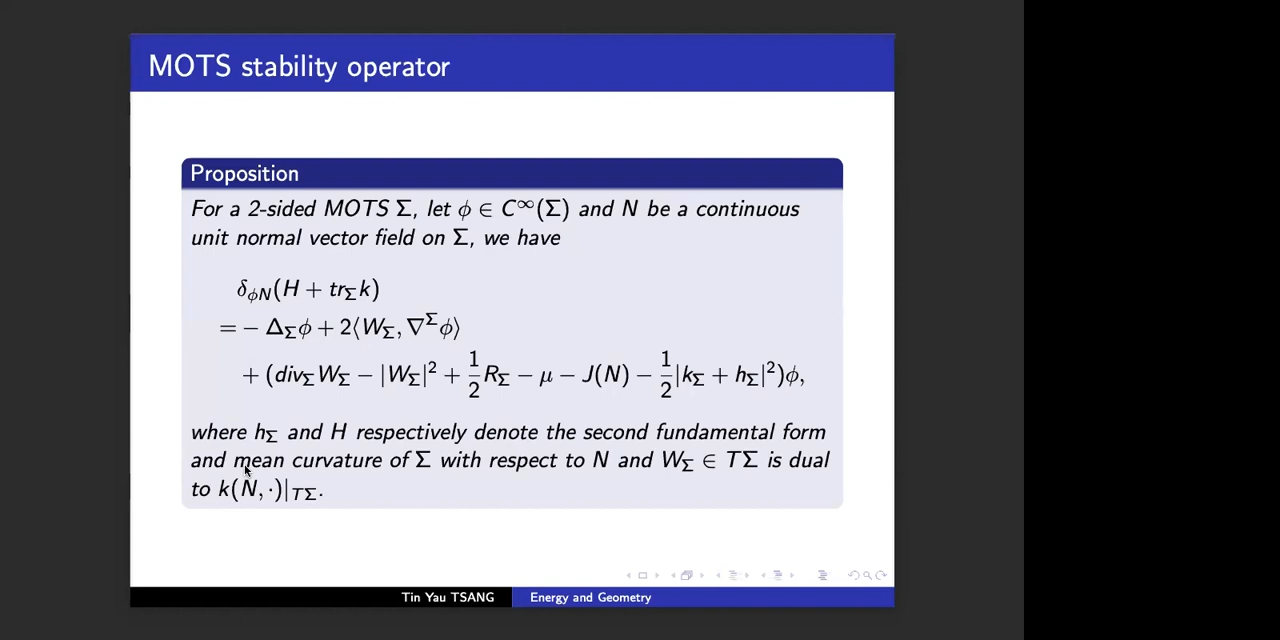 MOTS stability operator
Proposition
For a 2-sided MOTS Σ, let ϕ ∈ C^∞(Σ) and N be a continuous
unit normal vector field on Σ, we have
δ_{ϕN}(H + tr_Σ k)
= − Δ_Σ ϕ + 2⟨W_Σ, ∇^Σ ϕ⟩
+ (div_Σ W_Σ − |W_Σ|² + 1/2 R_Σ − μ − J(N) − 1/2 |k_Σ + h_Σ|²)ϕ,
where h_Σ and H respectively denote the second fundamental form
and mean curvature of Σ with respect to N and W_Σ ∈ TΣ is dual
to k(N, ·)|_{TΣ}.
Tin Yau TSANG
Energy and Geometry